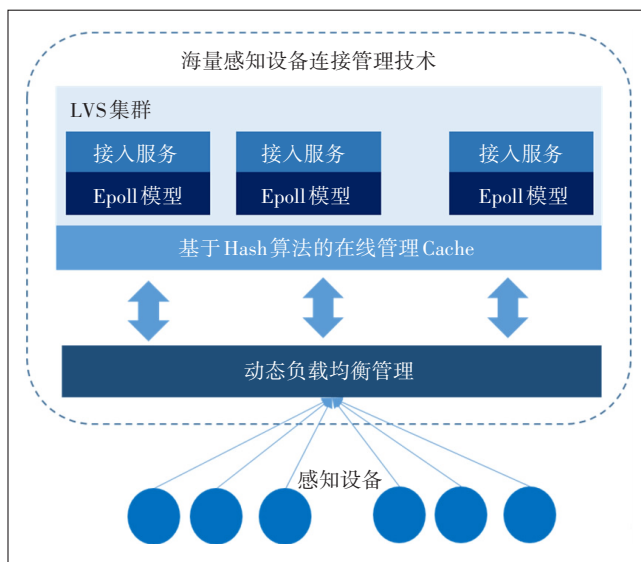 海量感知设备连接管理技术
LVS集群
接入服务 接入服务 接入服务
Epoll模型 Epoll模型 Epoll模型
基于Hash算法的在线管理Cache
动态负载均衡管理
感知设备